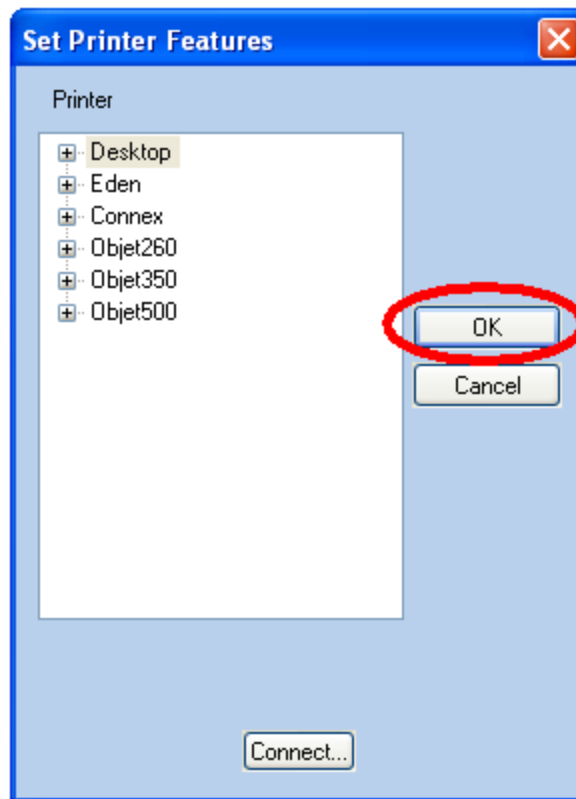 Set Printer Features
Printer
Desktop
Eden
Connex
Objet260
Objet350
Objet500
OK
Cancel
Connect...